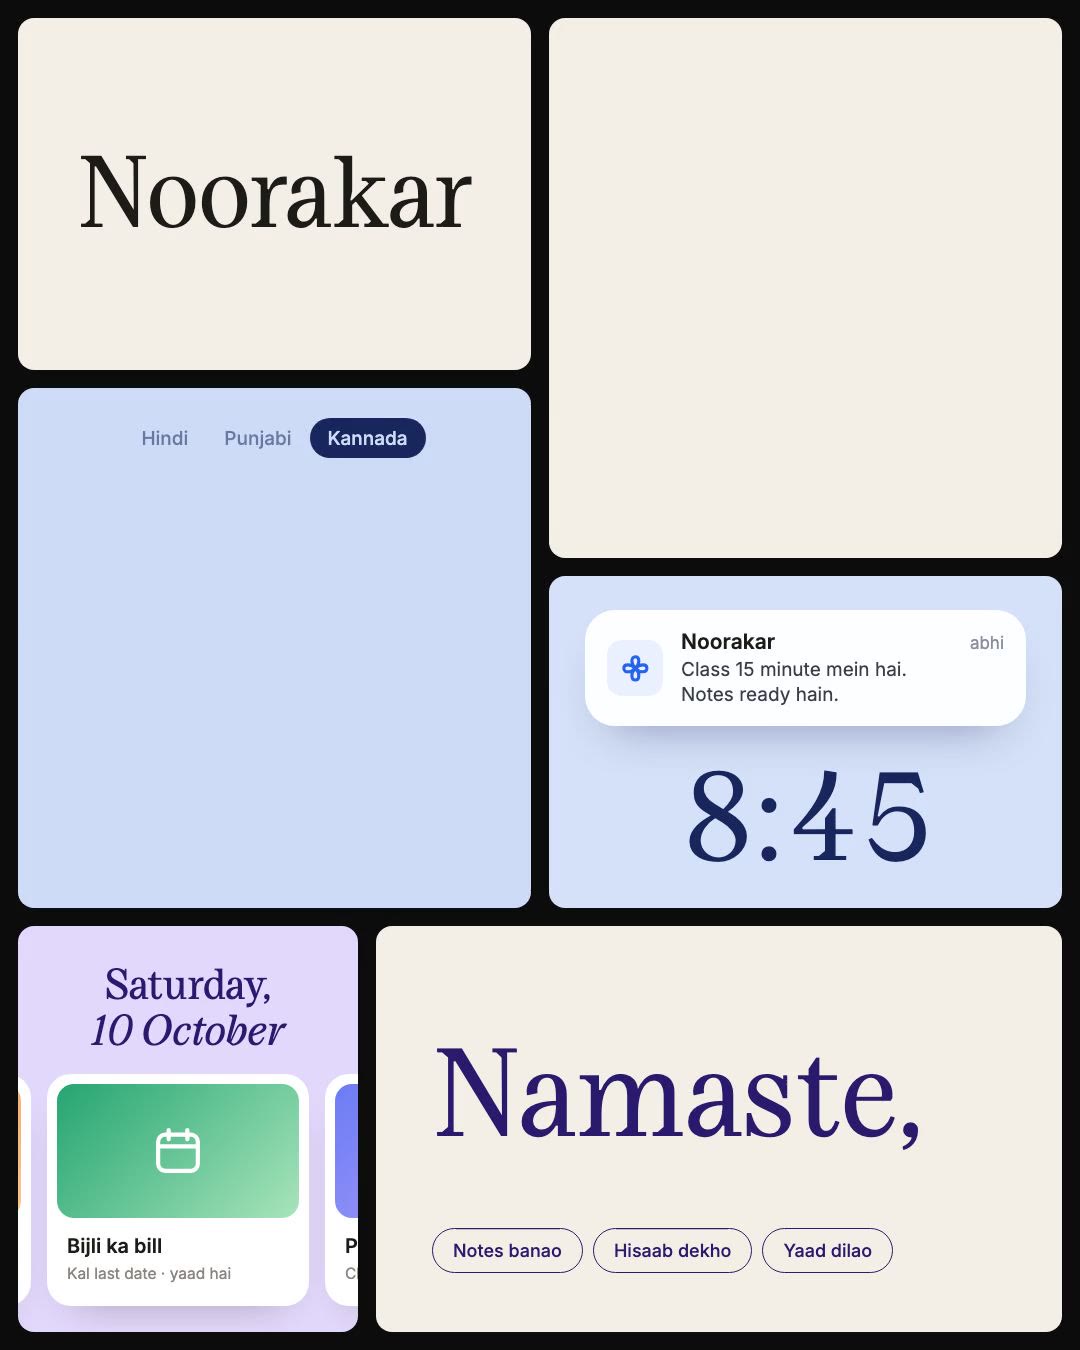 Noorakar
Hindi
Punjabi
Kannada
Noorakar
abhi
Class 15 minute mein hai.
Notes ready hain.
8:45
Saturday,
10 October
Bijli ka bill
Kal last date · yaad hai
Namaste,
Notes banao
Hisaab dekho
Yaad dilao